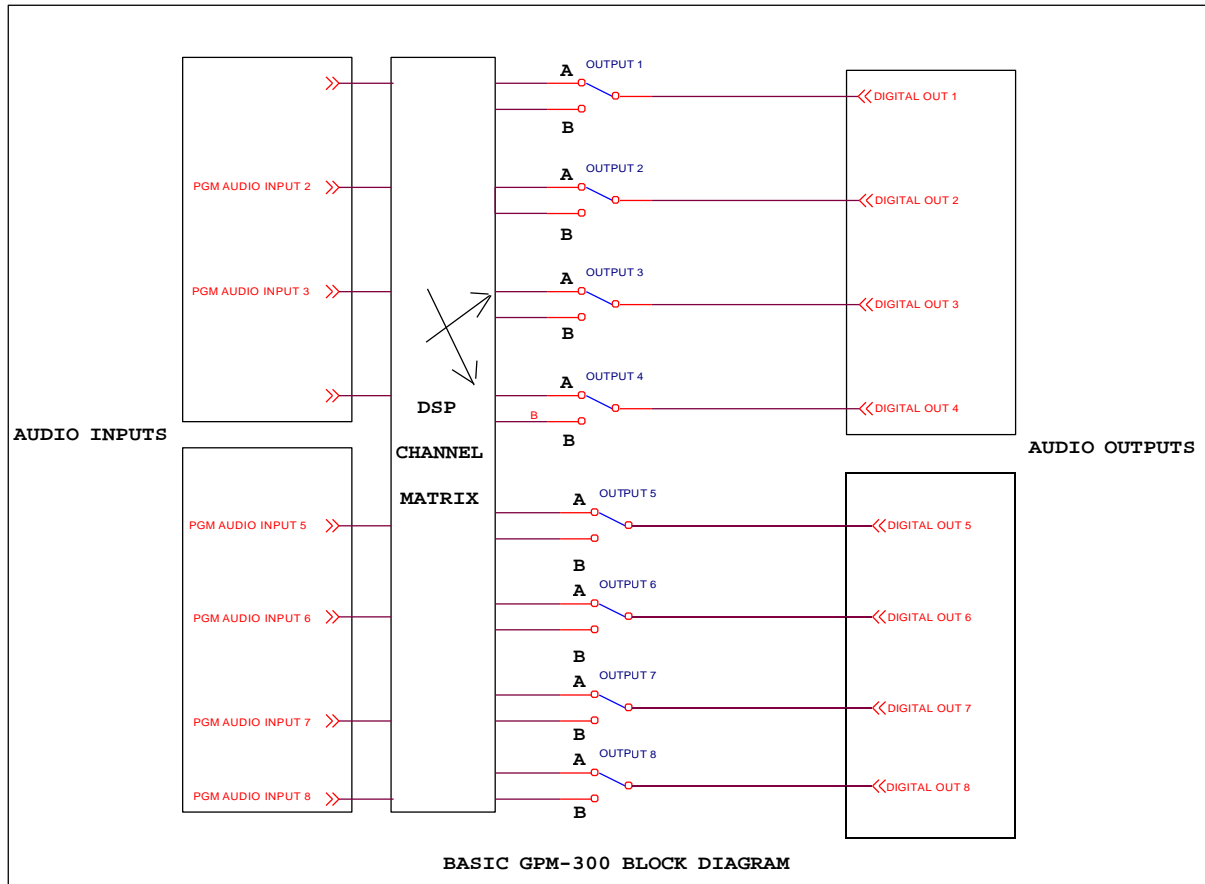 A OUTPUT 1
B
DIGITAL OUT 1
PGM AUDIO INPUT 2
A OUTPUT 2
B
DIGITAL OUT 2
PGM AUDIO INPUT 3
A OUTPUT 3
B
DIGITAL OUT 3
A OUTPUT 4
B
B
DIGITAL OUT 4
DSP
CHANNEL
MATRIX
AUDIO INPUTS
AUDIO OUTPUTS
PGM AUDIO INPUT 5
A OUTPUT 5
B
DIGITAL OUT 5
PGM AUDIO INPUT 6
A OUTPUT 6
B
DIGITAL OUT 6
PGM AUDIO INPUT 7
A OUTPUT 7
B
DIGITAL OUT 7
PGM AUDIO INPUT 8
A OUTPUT 8
B
DIGITAL OUT 8
BASIC GPM-300 BLOCK DIAGRAM